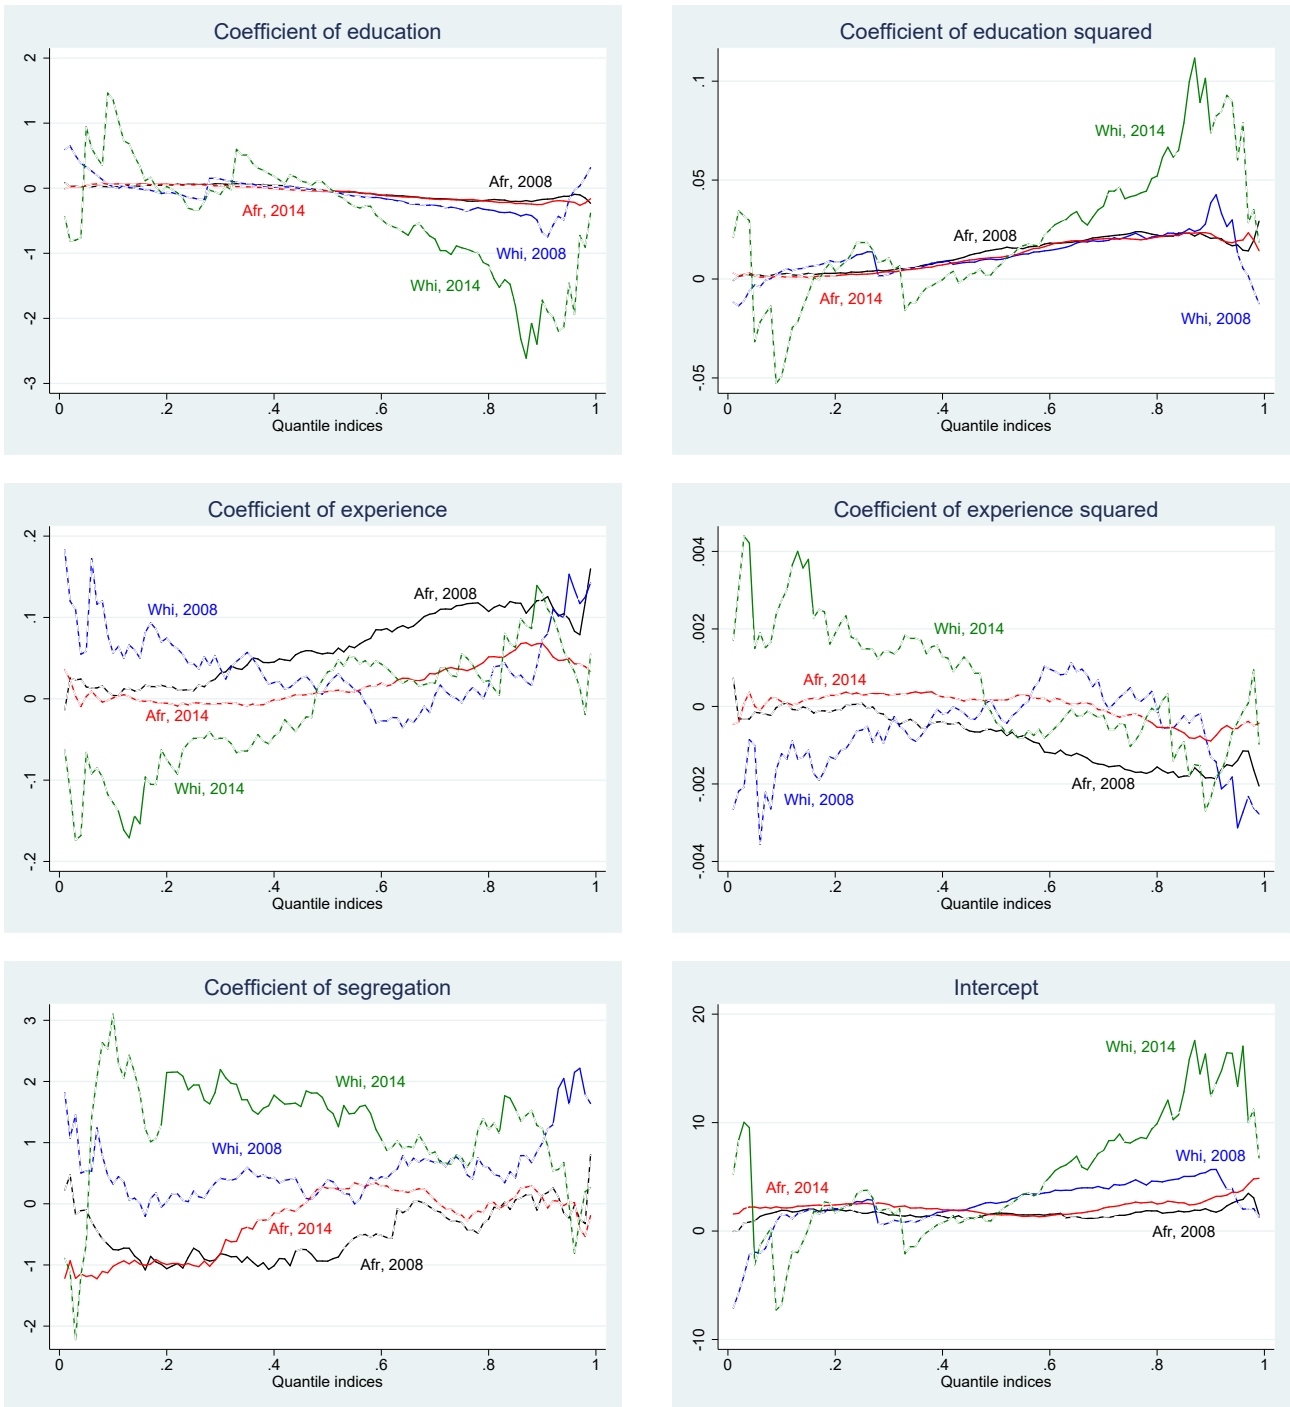 Coefficient of education
2
1
0
-1
-2
-3
Afr, 2008
Afr, 2014
Whi, 2008
Whi, 2014
0 .2 .4 .6 .8 1
Quantile indices
Coefficient of education squared
.1
.05
0
-.05
Whi, 2014
Afr, 2008
Afr, 2014
Whi, 2008
0 .2 .4 .6 .8 1
Quantile indices
Coefficient of experience
.2
.1
0
-.1
-.2
Afr, 2008
Whi, 2008
Afr, 2014
Whi, 2014
0 .2 .4 .6 .8 1
Quantile indices
Coefficient of experience squared
.004
.002
0
-.002
-.004
Whi, 2014
Afr, 2014
Afr, 2008
Whi, 2008
0 .2 .4 .6 .8 1
Quantile indices
Coefficient of segregation
3
2
1
0
-1
-2
Whi, 2014
Whi, 2008
Afr, 2014
Afr, 2008
0 .2 .4 .6 .8 1
Quantile indices
Intercept
20
10
0
-10
Whi, 2014
Whi, 2008
Afr, 2014
Afr, 2008
0 .2 .4 .6 .8 1
Quantile indices